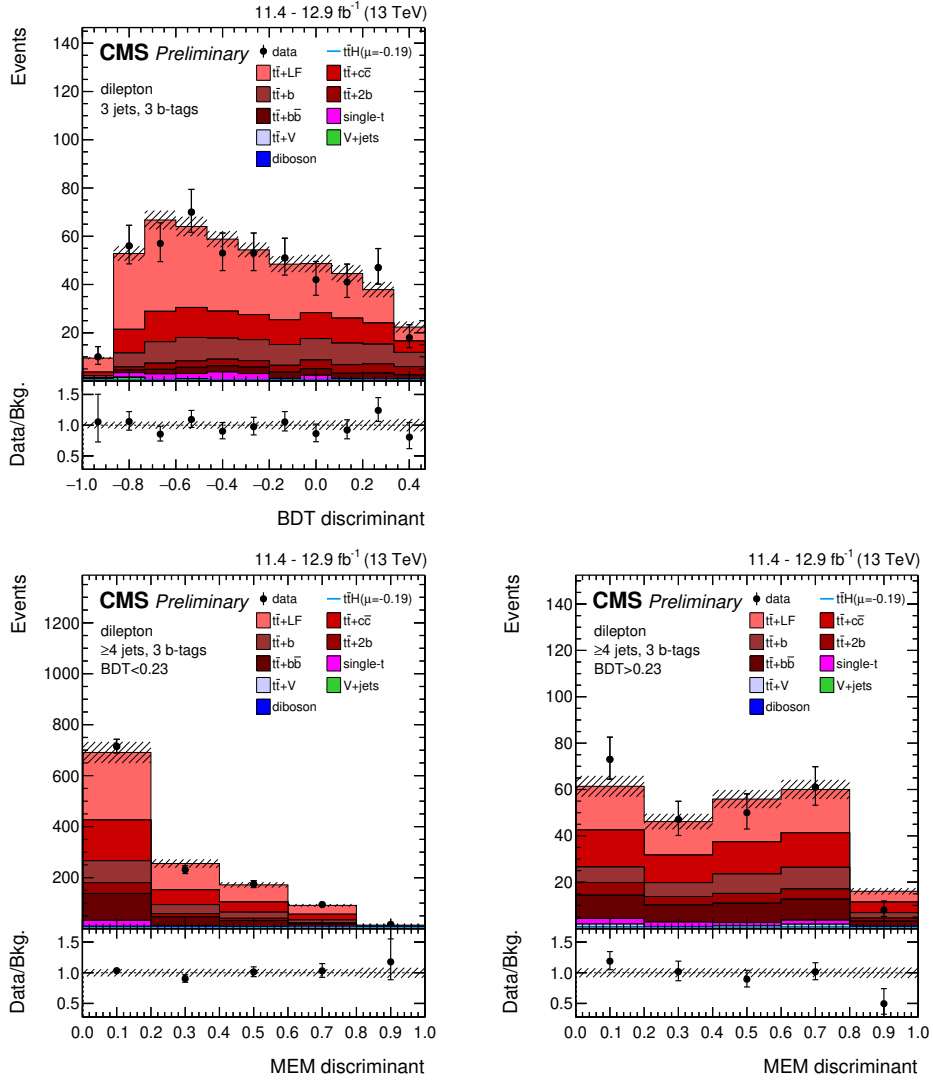 11.4 - 12.9 fb⁻¹ (13 TeV)
Events
140
120
100
80
60
40
20
CMS Preliminary
dilepton
3 jets, 3 b-tags
data
tt̄H(μ=-0.19)
tt̄+LF
tt̄+cc̄
tt̄+b
tt̄+2b
tt̄+bb̄
single-t
tt̄+V
V+jets
diboson
Data/Bkg.
1.5
1.0
0.5
−1.0 −0.8 −0.6 −0.4 −0.2 0.0 0.2 0.4
BDT discriminant
11.4 - 12.9 fb⁻¹ (13 TeV)
Events
1200
1000
800
600
400
200
CMS Preliminary
dilepton
≥4 jets, 3 b-tags
BDT<0.23
data
tt̄H(μ=-0.19)
tt̄+LF
tt̄+cc̄
tt̄+b
tt̄+2b
tt̄+bb̄
single-t
tt̄+V
V+jets
diboson
Data/Bkg.
1.5
1.0
0.5
0.0 0.1 0.2 0.3 0.4 0.5 0.6 0.7 0.8 0.9 1.0
MEM discriminant
11.4 - 12.9 fb⁻¹ (13 TeV)
Events
140
120
100
80
60
40
20
CMS Preliminary
dilepton
≥4 jets, 3 b-tags
BDT>0.23
data
tt̄H(μ=-0.19)
tt̄+LF
tt̄+cc̄
tt̄+b
tt̄+2b
tt̄+bb̄
single-t
tt̄+V
V+jets
diboson
Data/Bkg.
1.5
1.0
0.5
0.0 0.1 0.2 0.3 0.4 0.5 0.6 0.7 0.8 0.9 1.0
MEM discriminant